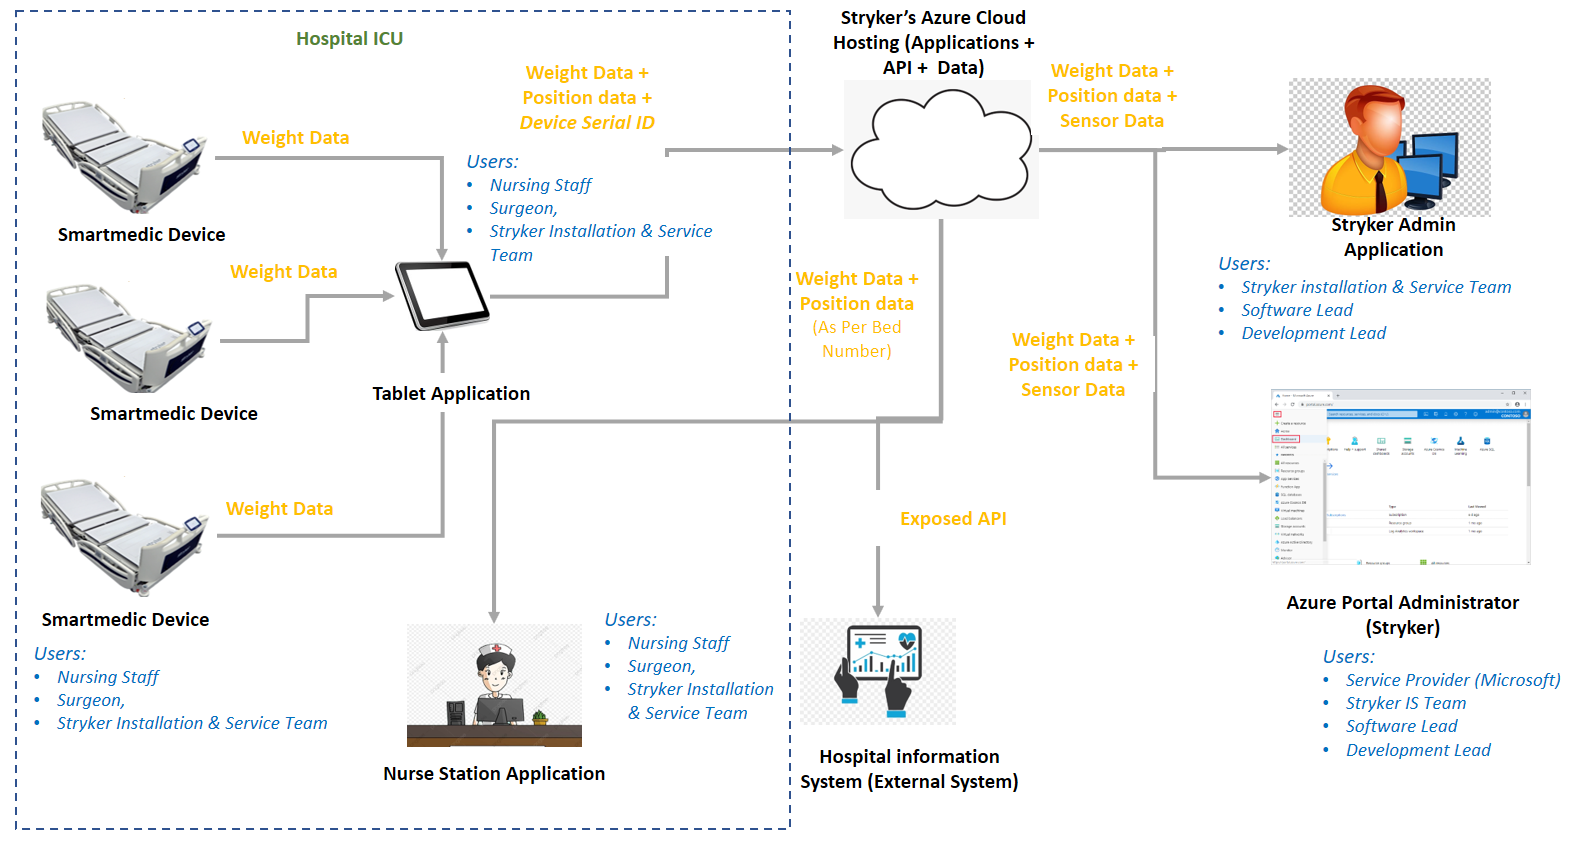 Hospital ICU
Stryker's Azure Cloud
Hosting (Applications +
API + Data)
Weight Data +
Position data +
Device Serial ID
Weight Data +
Position data +
Sensor Data
Weight Data
Users:
• Nursing Staff
• Surgeon,
• Stryker Installation & Service
Team
Smartmedic Device
Stryker Admin
Application
Users:
• Stryker installation & Service Team
• Software Lead
• Development Lead
Weight Data
Weight Data +
Position data
(As Per Bed
Number)
Weight Data +
Position data +
Sensor Data
Tablet Application
Smartmedic Device
Weight Data
Exposed API
Smartmedic Device
Users:
• Nursing Staff
• Surgeon,
• Stryker Installation & Service Team
Users:
• Nursing Staff
• Surgeon,
• Stryker Installation
& Service Team
Nurse Station Application
Hospital information
System (External System)
Azure Portal Administrator
(Stryker)
Users:
• Service Provider (Microsoft)
• Stryker IS Team
• Software Lead
• Development Lead